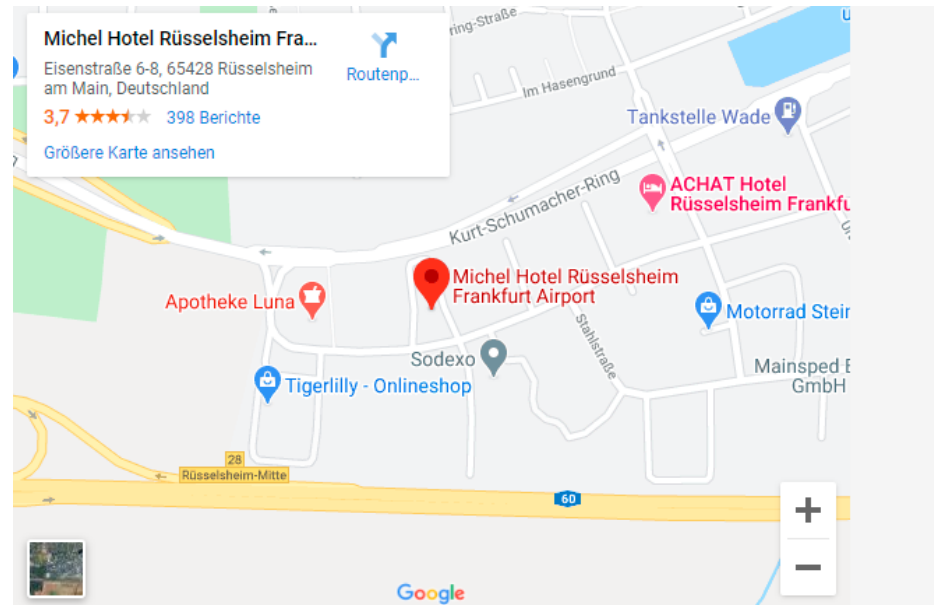 Michel Hotel Rüsselsheim Fra...
Eisenstraße 6-8, 65428 Rüsselsheim
am Main, Deutschland
3,7
398 Berichte
Größere Karte ansehen
Routenp...
ring-Straße
Im Hasengrund
Tankstelle Wade
ACHAT Hotel
Rüsselsheim Frankfu
Kurt-Schumacher-Ring
Michel Hotel Rüsselsheim
Frankfurt Airport
Apotheke Luna
Motorrad Stein
Stahlstraße
Sodexo
Mainsped E
GmbH
Tigerlilly - Onlineshop
28
Rüsselsheim-Mitte
60
+
−
Google